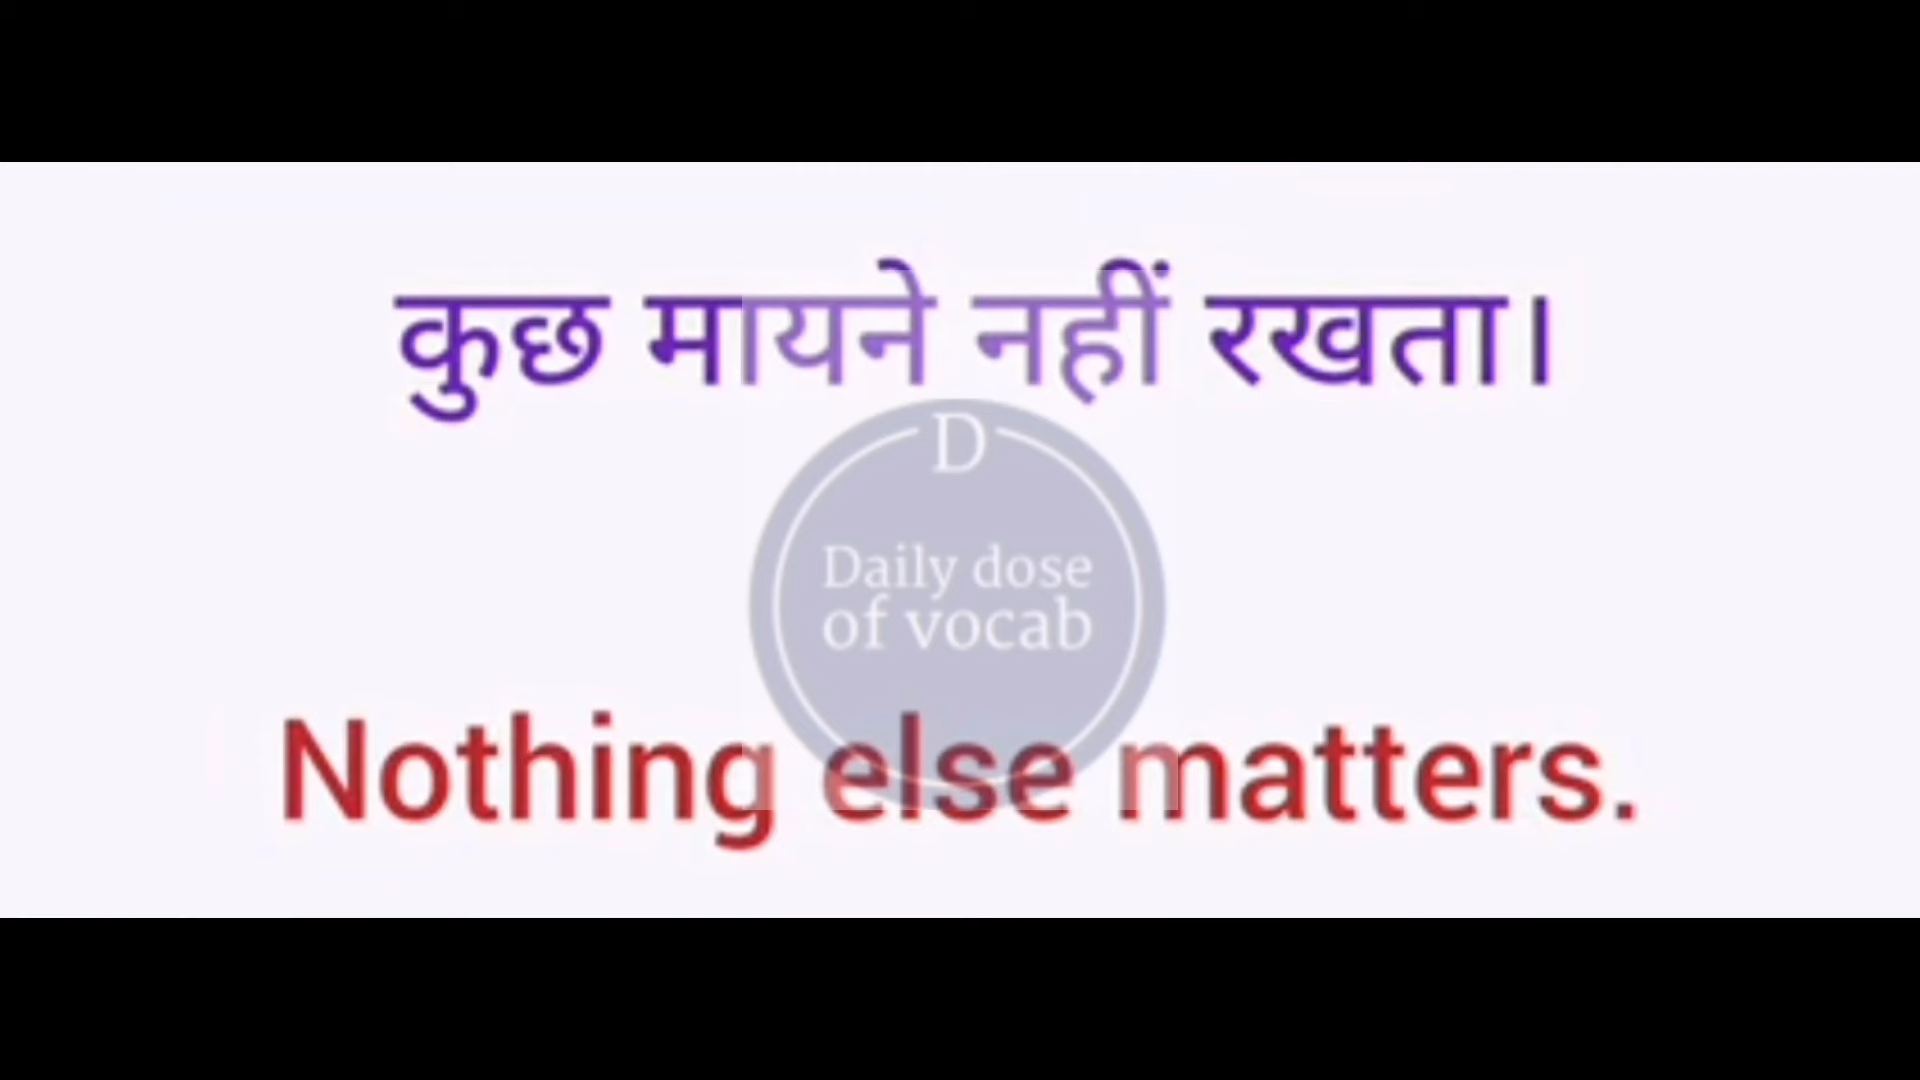 कुछ मायने नहीं रखता।
D
Daily dose
of vocab
Nothing else matters.